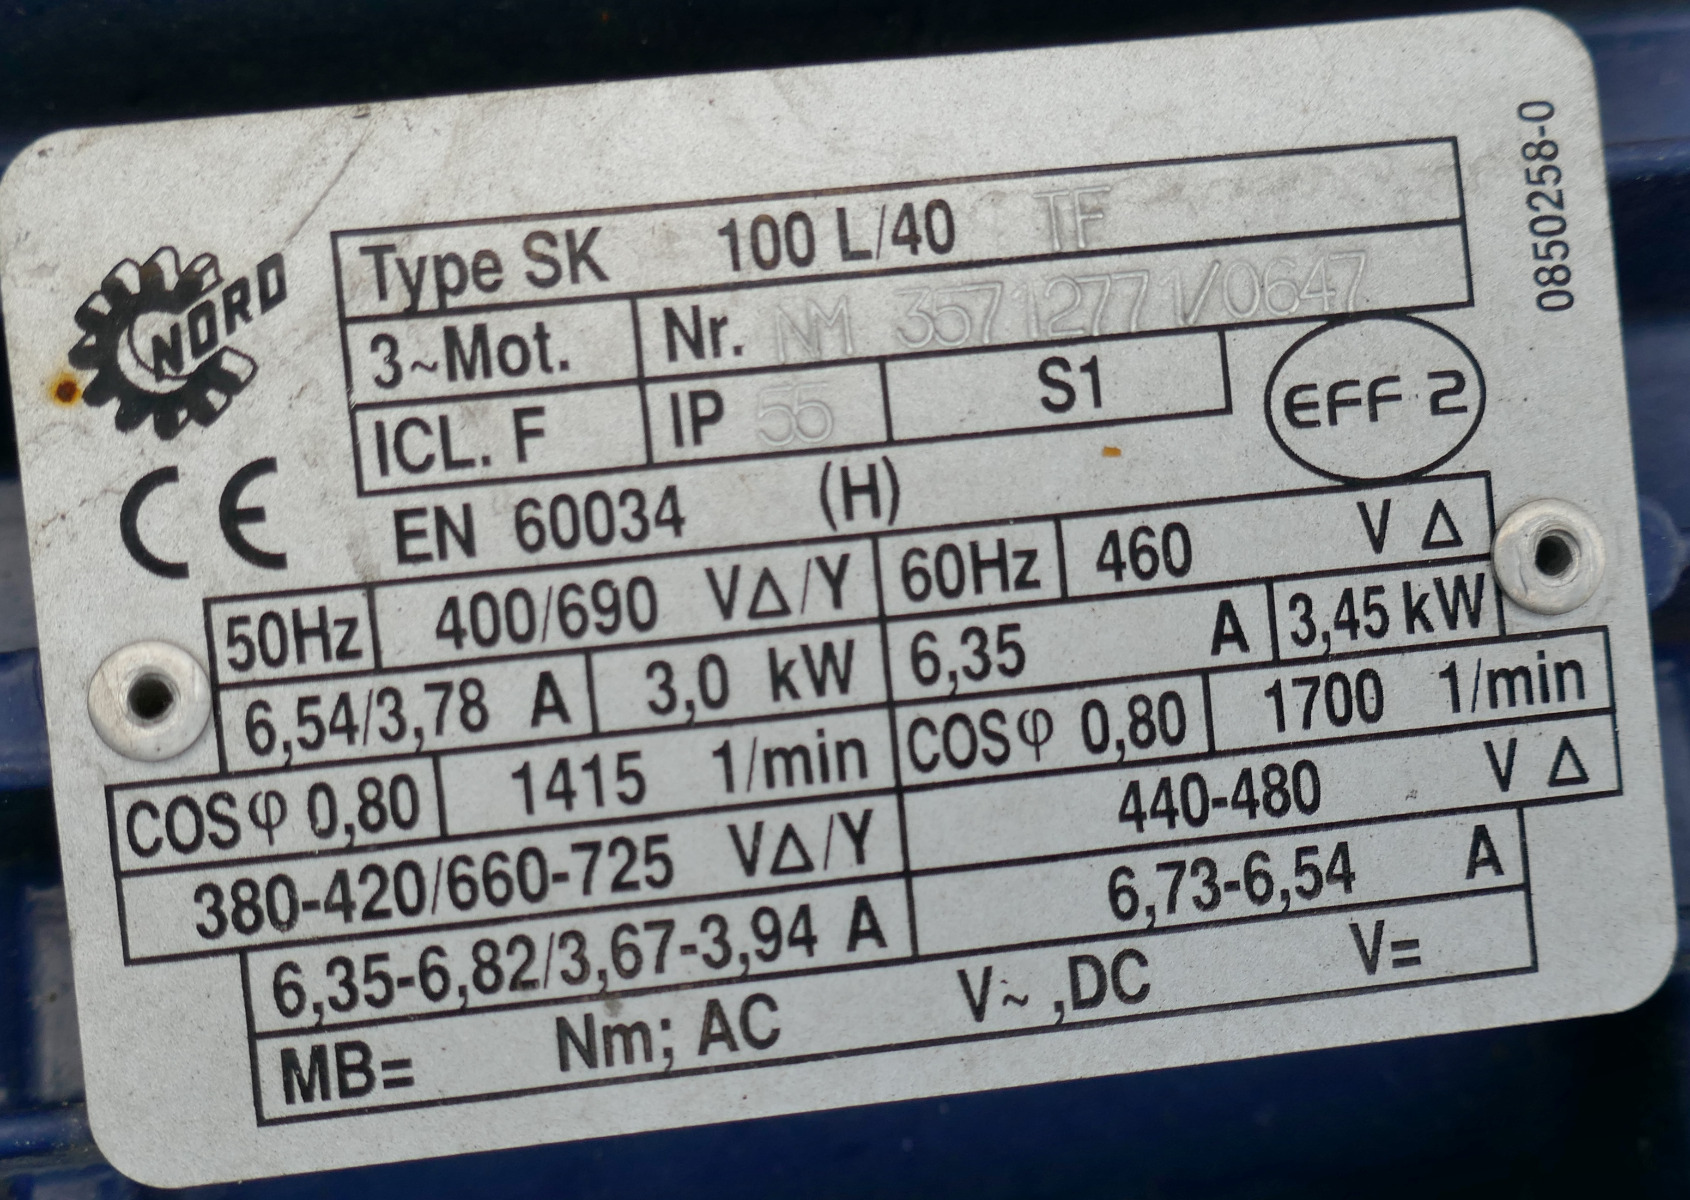 NORD
Type SK 100 L/40 TF
3~Mot. Nr. NM 35712771/0647
ICL. F IP 55 S1
EFF 2
CE
EN 60034 (H)
0850258-0
50Hz 400/690 VΔ/Y 60Hz 460 VΔ
6,54/3,78 A 3,0 kW 6,35 A 3,45 kW
COSφ 0,80 1415 1/min COSφ 0,80 1700 1/min
380-420/660-725 VΔ/Y 440-480 VΔ
6,35-6,82/3,67-3,94 A 6,73-6,54 A
MB= Nm; AC V~ ,DC V=